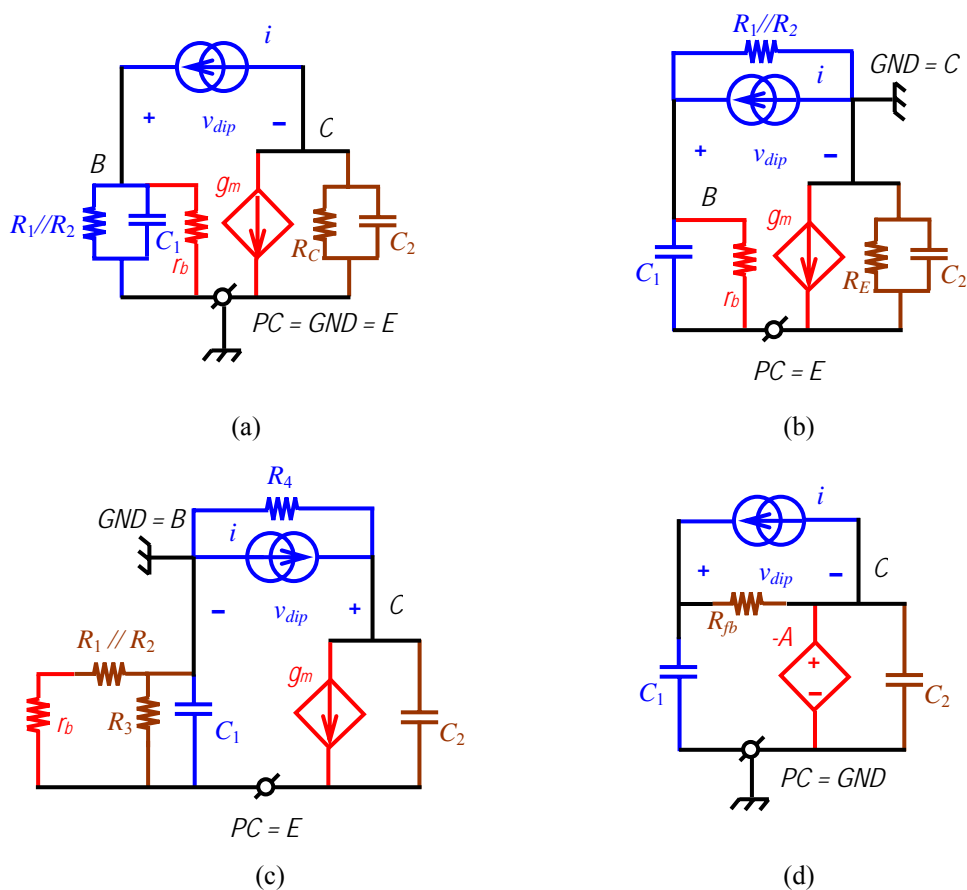 i
+ v_dip − C
B
g_m
R_1//R_2 C_1 R_C C_2
r_b
PC = GND = E
(a)
R_1//R_2
GND = C
i
+ v_dip −
B
g_m
C_1 R_E C_2
r_b
PC = E
(b)
R_4
GND = B i
− v_dip + C
R_1 // R_2 g_m
r_b R_3 C_1 C_2
PC = E
(c)
i
+ v_dip − C
R_fb -A
+
C_1 − C_2
PC = GND
(d)